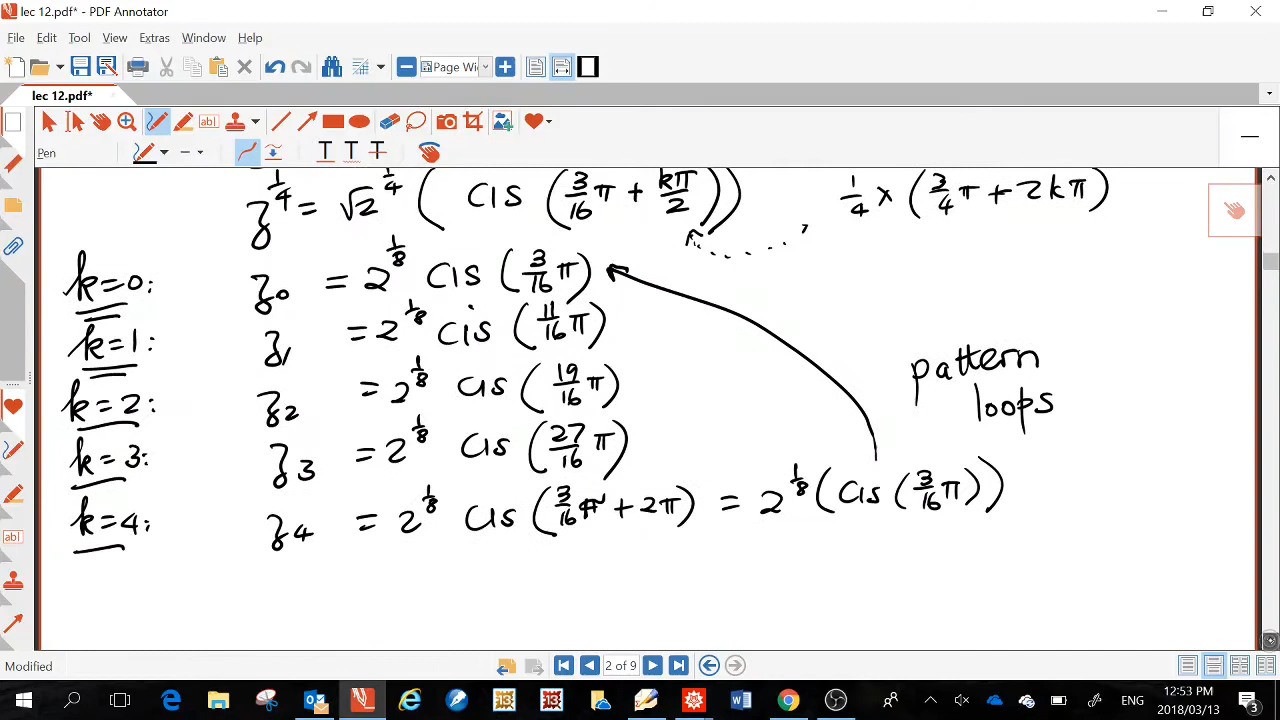 lec 12.pdf* - PDF Annotator
File Edit Tool View Extras Window Help
Page Wi
lec 12.pdf*
abI
Pen
T T T
z^{1/4} = √2^{1/4} ( cis (3/16 π + kπ/2)) 1/4 × (3/4 π + 2kπ)
k=0: z₀ = 2^{1/8} cis (3/16 π)
k=1: z₁ = 2^{1/8} cis (11/16 π)
k=2: z₂ = 2^{1/8} cis (19/16 π)
k=3: z₃ = 2^{1/8} cis (27/16 π)
k=4: z₄ = 2^{1/8} cis (3/16 π + 2π) = 2^{1/8} (cis (3/16 π))
pattern
loops
abI
Modified
2 of 9
ENG
12:53 PM
2018/03/13
3